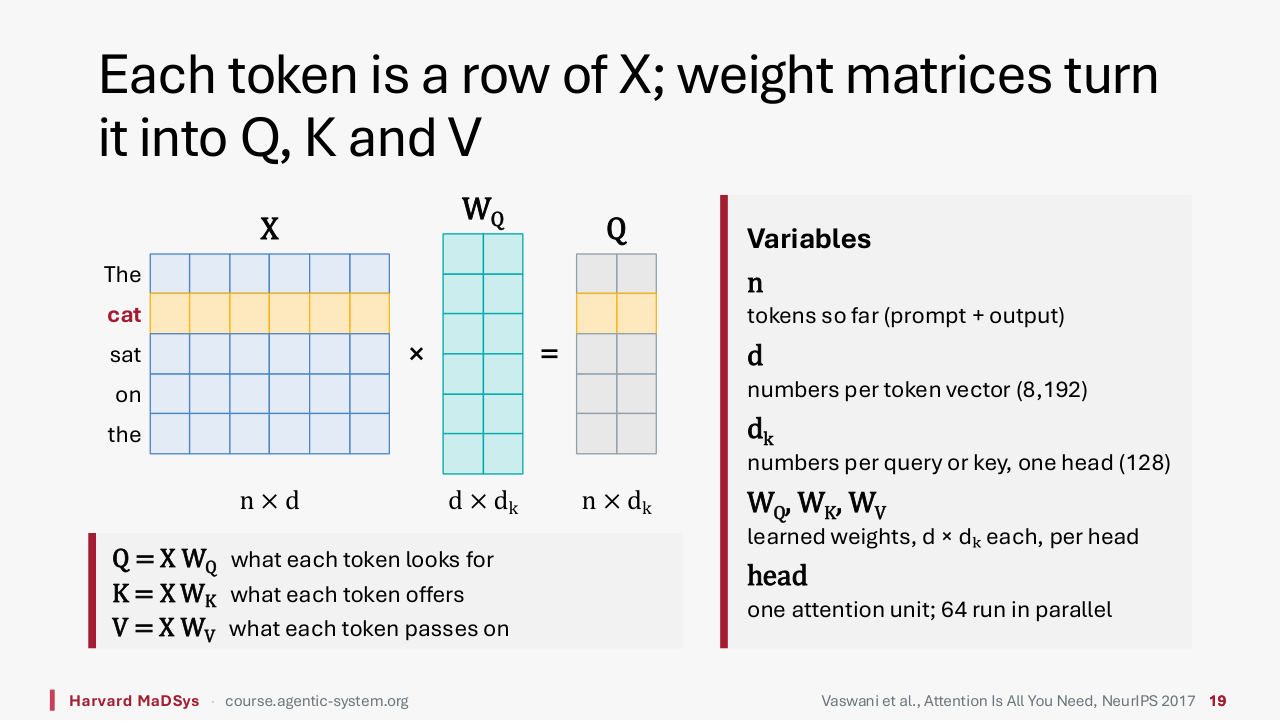 Each token is a row of X; weight matrices turn
it into Q, K and V
X
W_Q
Q
The
cat
sat
on
the
×
=
n × d
d × d_k
n × d_k
Q = X W_Q what each token looks for
K = X W_K what each token offers
V = X W_V what each token passes on
Variables
n
tokens so far (prompt + output)
d
numbers per token vector (8,192)
d_k
numbers per query or key, one head (128)
W_Q, W_K, W_V
learned weights, d × d_k each, per head
head
one attention unit; 64 run in parallel
Harvard MaDSys · course.agentic-system.org
Vaswani et al., Attention Is All You Need, NeurIPS 2017 19